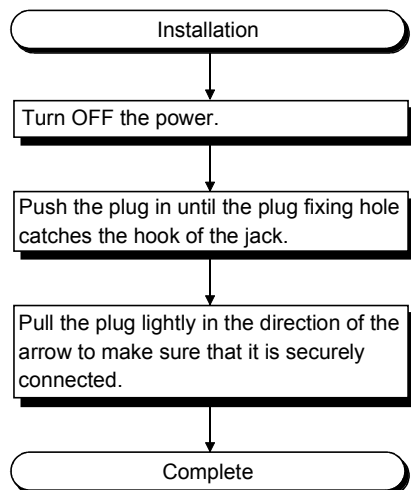 Installation
Turn OFF the power.
Push the plug in until the plug fixing hole
catches the hook of the jack.
Pull the plug lightly in the direction of the
arrow to make sure that it is securely
connected.
Complete